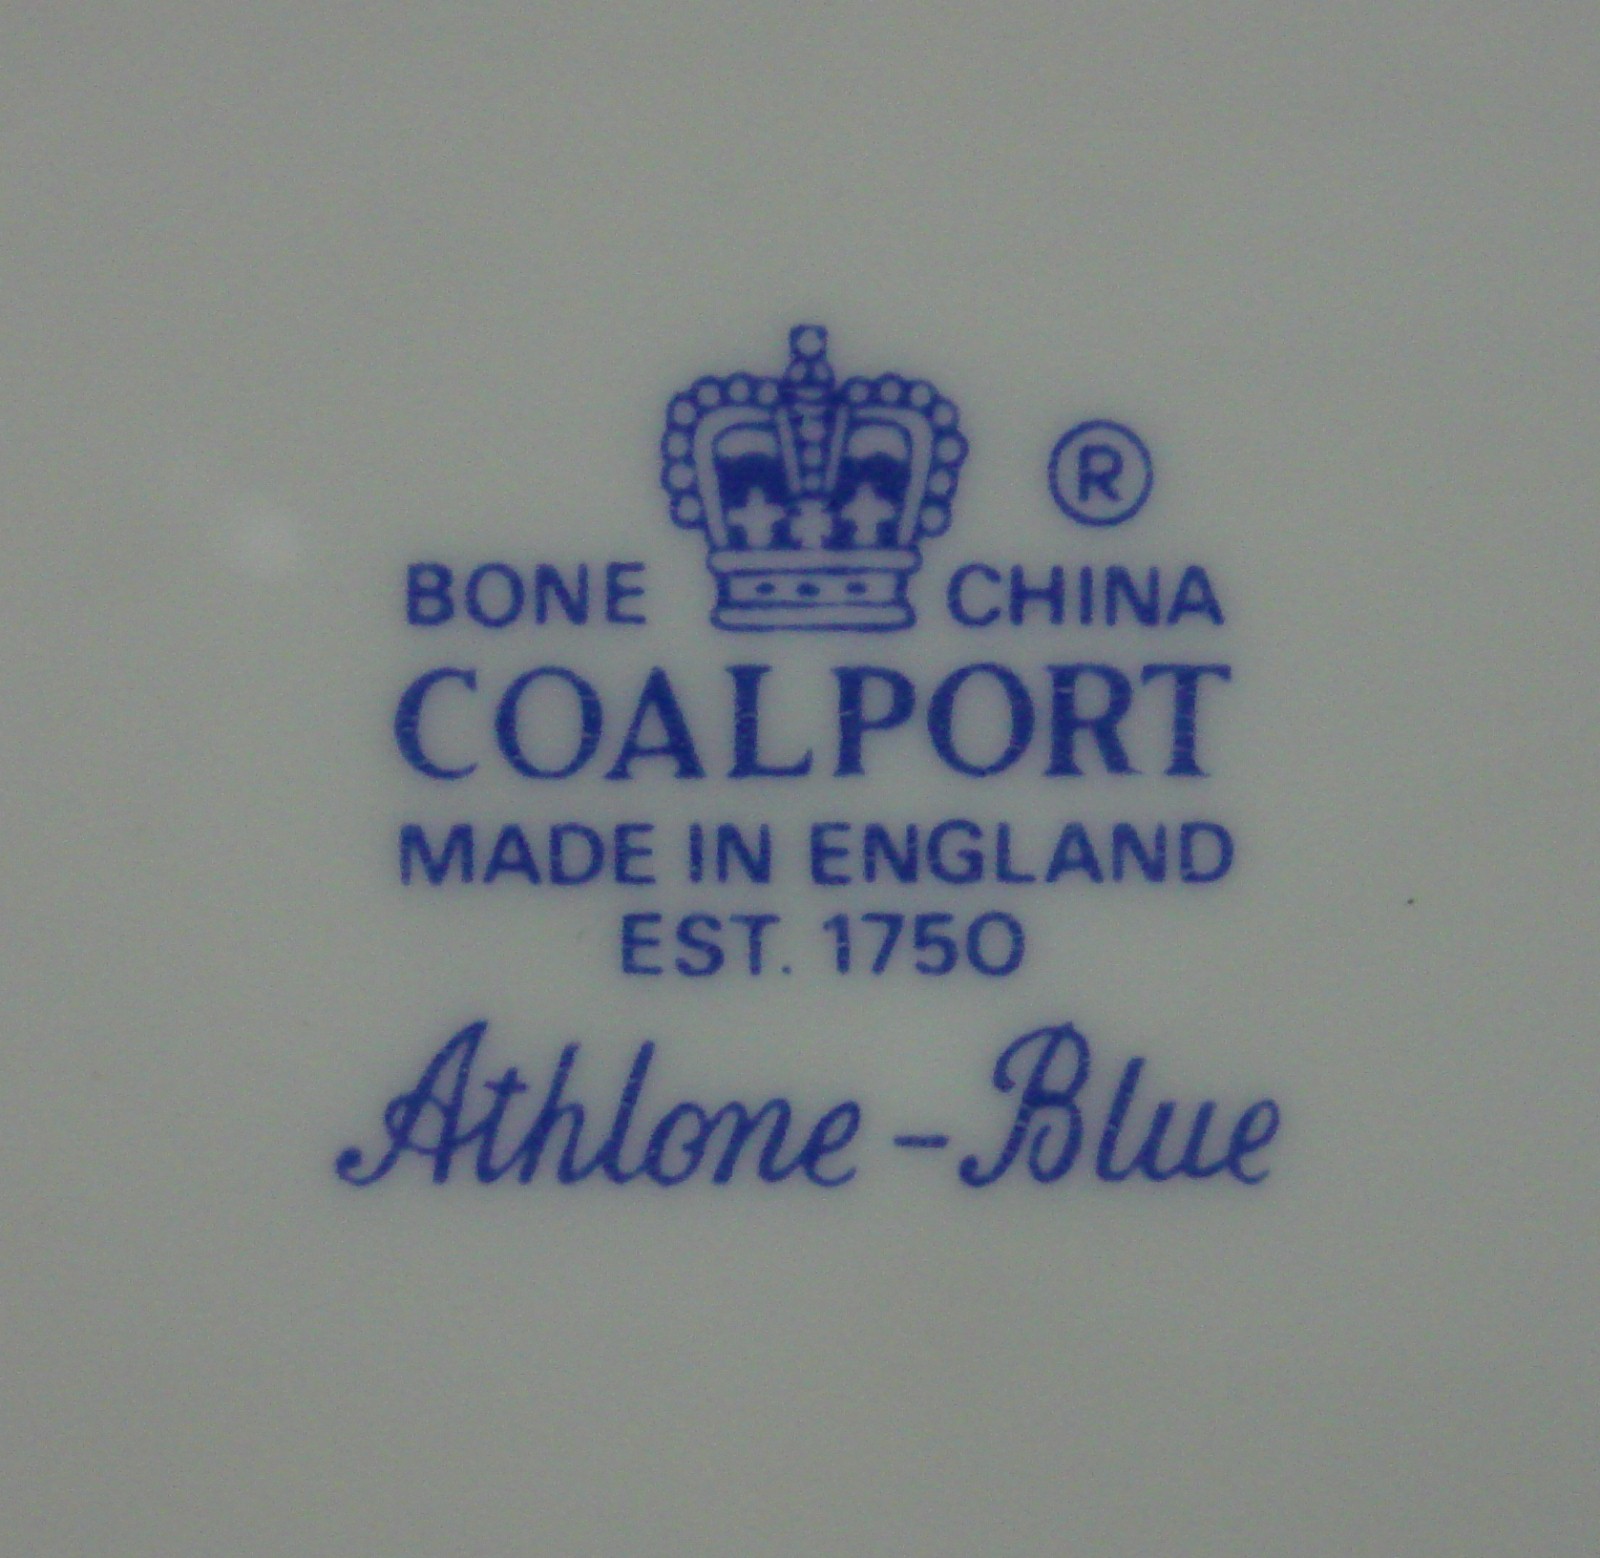 ®
BONE CHINA
COALPORT
MADE IN ENGLAND
EST. 1750
Athlone - Blue